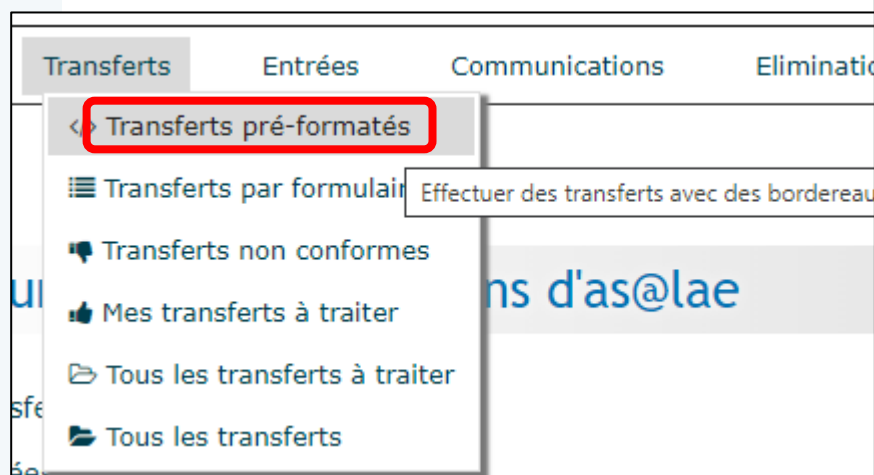 Transferts Entrées Communications Eliminatio
</> Transferts pré-formatés
Transferts par formulair
Effectuer des transferts avec des bordereau
Transferts non conformes
ns d'as@lae
Mes transferts à traiter
Tous les transferts à traiter
sfe
Tous les transferts